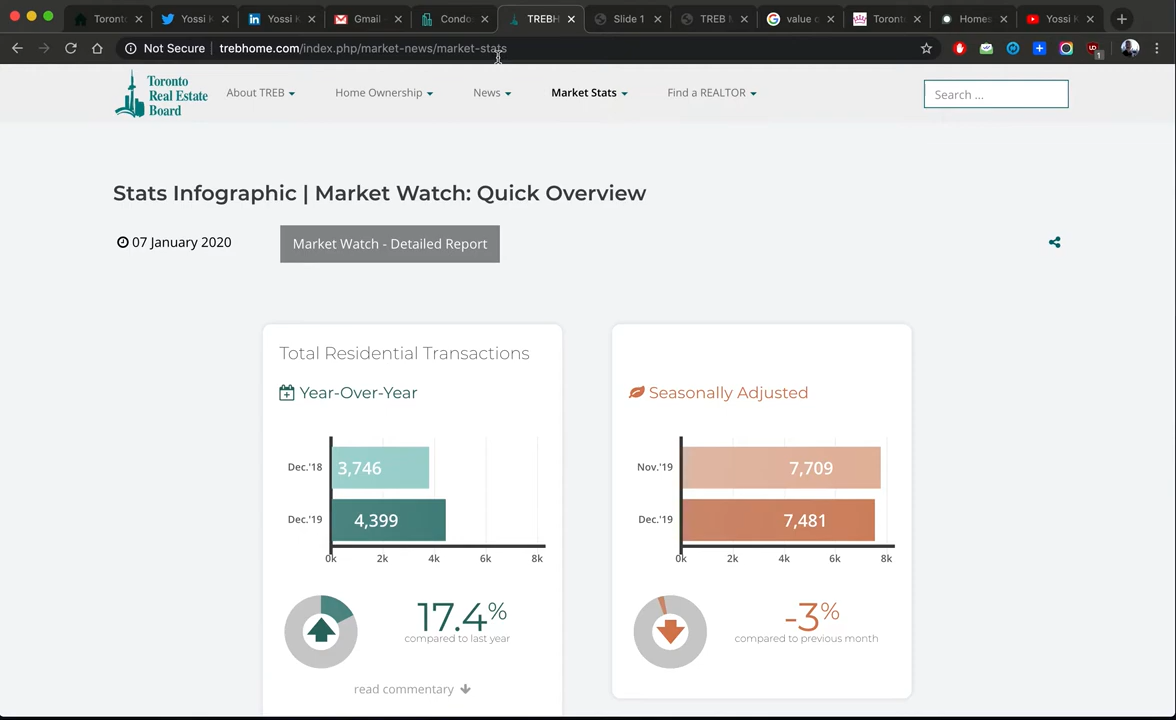 Toronto
Yossi K
Yossi K
Gmail -
Condo
TREBH
Slide 1
TREB
value o
Toront
Homes
Yossi K
Not Secure | trebhome.com/index.php/market-news/market-stats
Toronto
Real Estate
Board
About TREB
Home Ownership
News
Market Stats
Find a REALTOR
Search ...
Stats Infographic | Market Watch: Quick Overview
07 January 2020
Market Watch - Detailed Report
Total Residential Transactions
Year-Over-Year
Dec.'18
3,746
Dec.'19
4,399
0k 2k 4k 6k 8k
17.4%
compared to last year
read commentary
Seasonally Adjusted
Nov.'19
7,709
Dec.'19
7,481
0k 2k 4k 6k 8k
-3%
compared to previous month